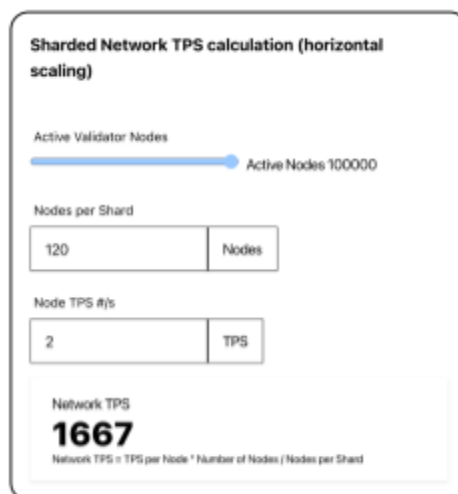 Sharded Network TPS calculation (horizontal
scaling)
Active Validator Nodes
Active Nodes 100000
Nodes per Shard
120 Nodes
Node TPS #/s
2 TPS
Network TPS
1667
Network TPS = TPS per Node * Number of Nodes / Nodes per Shard